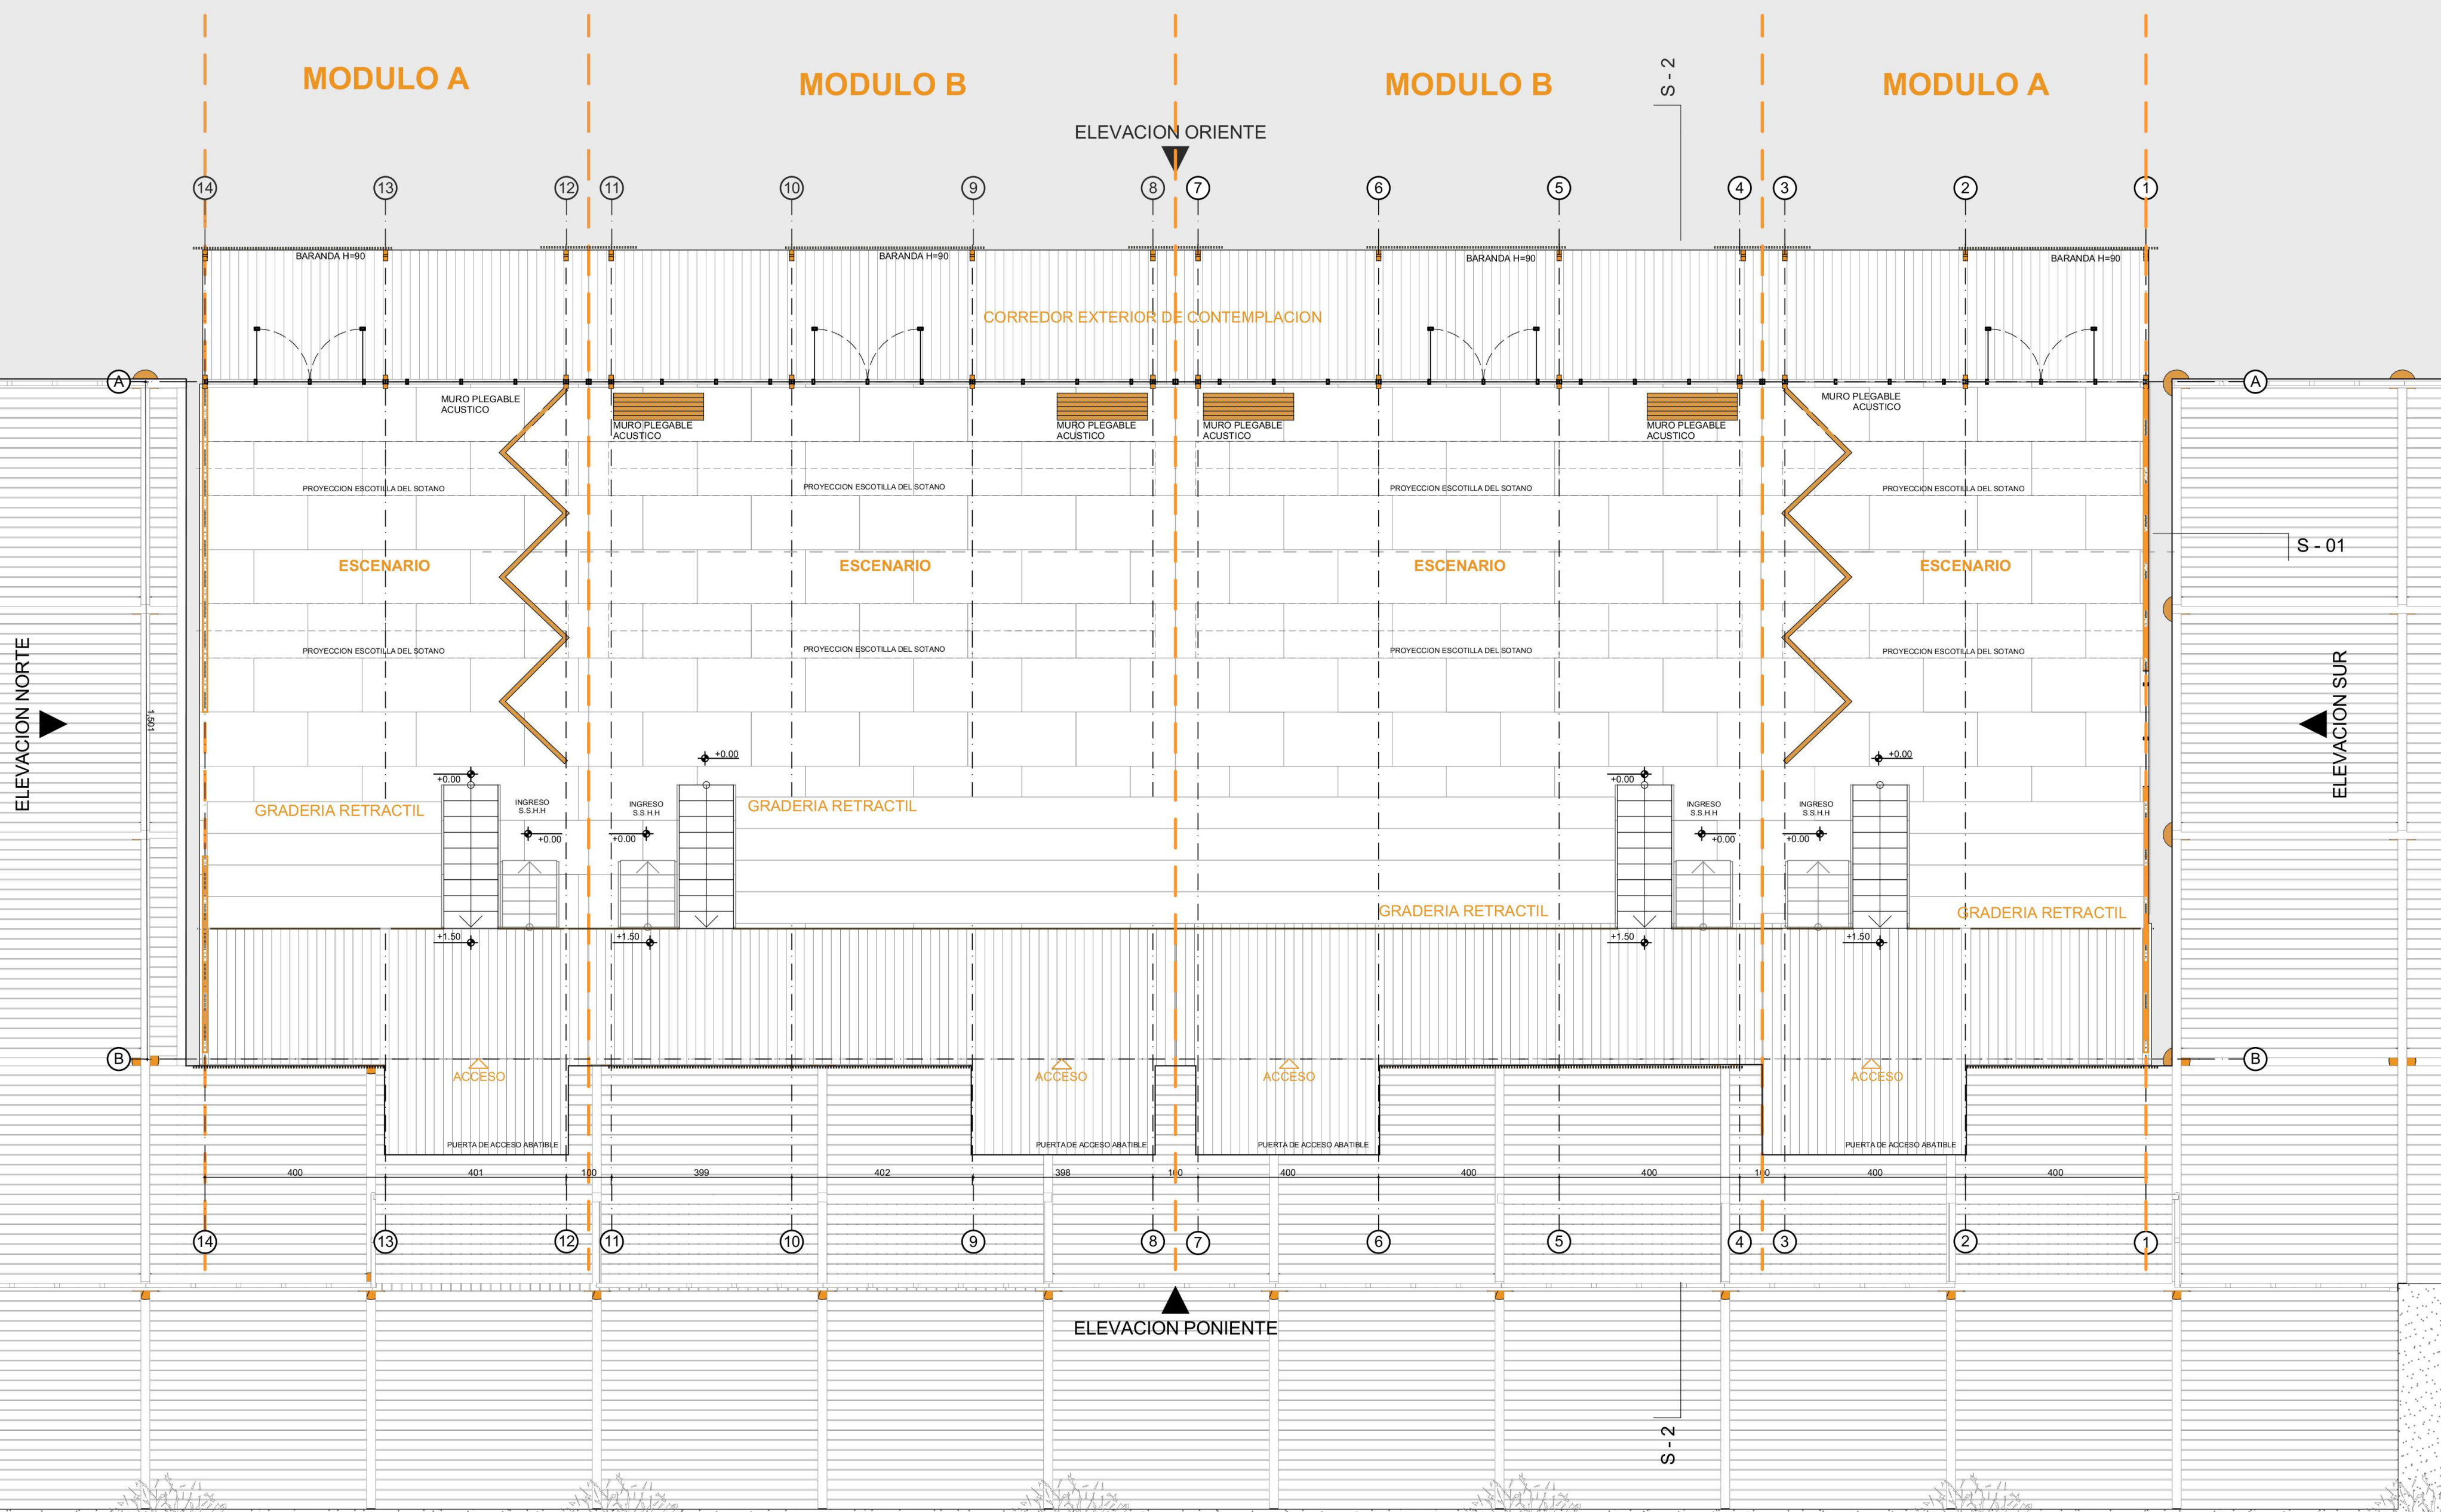 MODULO A
MODULO B
MODULO B
S - 2
MODULO A
ELEVACION ORIENTE
14
13
12
11
10
9
8
7
6
5
4
3
2
1
BARANDA H=90
BARANDA H=90
BARANDA H=90
BARANDA H=90
CORREDOR EXTERIOR DE CONTEMPLACION
A
A
MURO PLEGABLE
ACUSTICO
MURO PLEGABLE
ACUSTICO
MURO PLEGABLE
ACUSTICO
MURO PLEGABLE
ACUSTICO
MURO PLEGABLE
ACUSTICO
MURO PLEGABLE
ACUSTICO
PROYECCION ESCOTILLA DEL SOTANO
PROYECCION ESCOTILLA DEL SOTANO
PROYECCION ESCOTILLA DEL SOTANO
PROYECCION ESCOTILLA DEL SOTANO
S - 01
ESCENARIO
ESCENARIO
ESCENARIO
ESCENARIO
PROYECCION ESCOTILLA DEL SOTANO
PROYECCION ESCOTILLA DEL SOTANO
PROYECCION ESCOTILLA DEL SOTANO
PROYECCION ESCOTILLA DEL SOTANO
ELEVACION NORTE
1,501
ELEVACION SUR
+0.00
+0.00
+0.00
+0.00
GRADERIA RETRACTIL
INGRESO
S.S.H.H
INGRESO
S.S.H.H
GRADERIA RETRACTIL
INGRESO
S.S.H.H
INGRESO
S.S.H.H
+0.00
+0.00
+0.00
+0.00
GRADERIA RETRACTIL
GRADERIA RETRACTIL
+1.50
+1.50
+1.50
+1.50
B
B
ACCESO
ACCESO
ACCESO
ACCESO
PUERTA DE ACCESO ABATIBLE
PUERTA DE ACCESO ABATIBLE
PUERTA DE ACCESO ABATIBLE
PUERTA DE ACCESO ABATIBLE
400
401
100
399
402
398
100
400
400
400
100
400
400
14
13
12
11
10
9
8
7
6
5
4
3
2
1
ELEVACION PONIENTE
S - 2